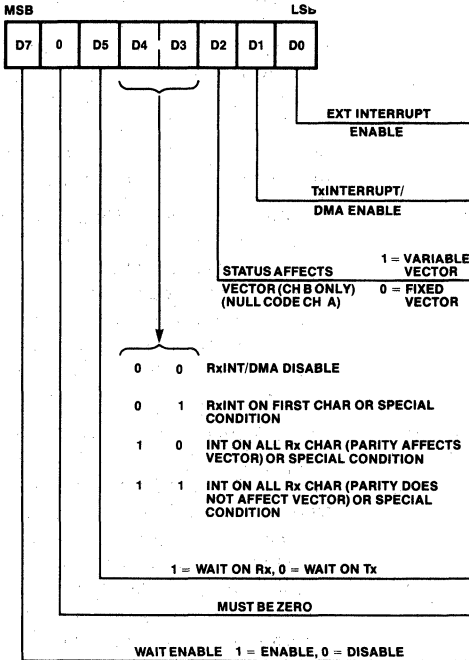 MSB LSb
D7 0 D5 D4 D3 D2 D1 D0
EXT INTERRUPT
ENABLE
TxINTERRUPT/
DMA ENABLE
STATUS AFFECTS
VECTOR (CH B ONLY)
(NULL CODE CH A)
1 = VARIABLE
VECTOR
0 = FIXED
VECTOR
0 0 RxINT/DMA DISABLE
0 1 RxINT ON FIRST CHAR OR SPECIAL
CONDITION
1 0 INT ON ALL Rx CHAR (PARITY AFFECTS
VECTOR) OR SPECIAL CONDITION
1 1 INT ON ALL Rx CHAR (PARITY DOES
NOT AFFECT VECTOR) OR SPECIAL
CONDITION
1 = WAIT ON Rx, 0 = WAIT ON Tx
MUST BE ZERO
WAIT ENABLE 1 = ENABLE, 0 = DISABLE